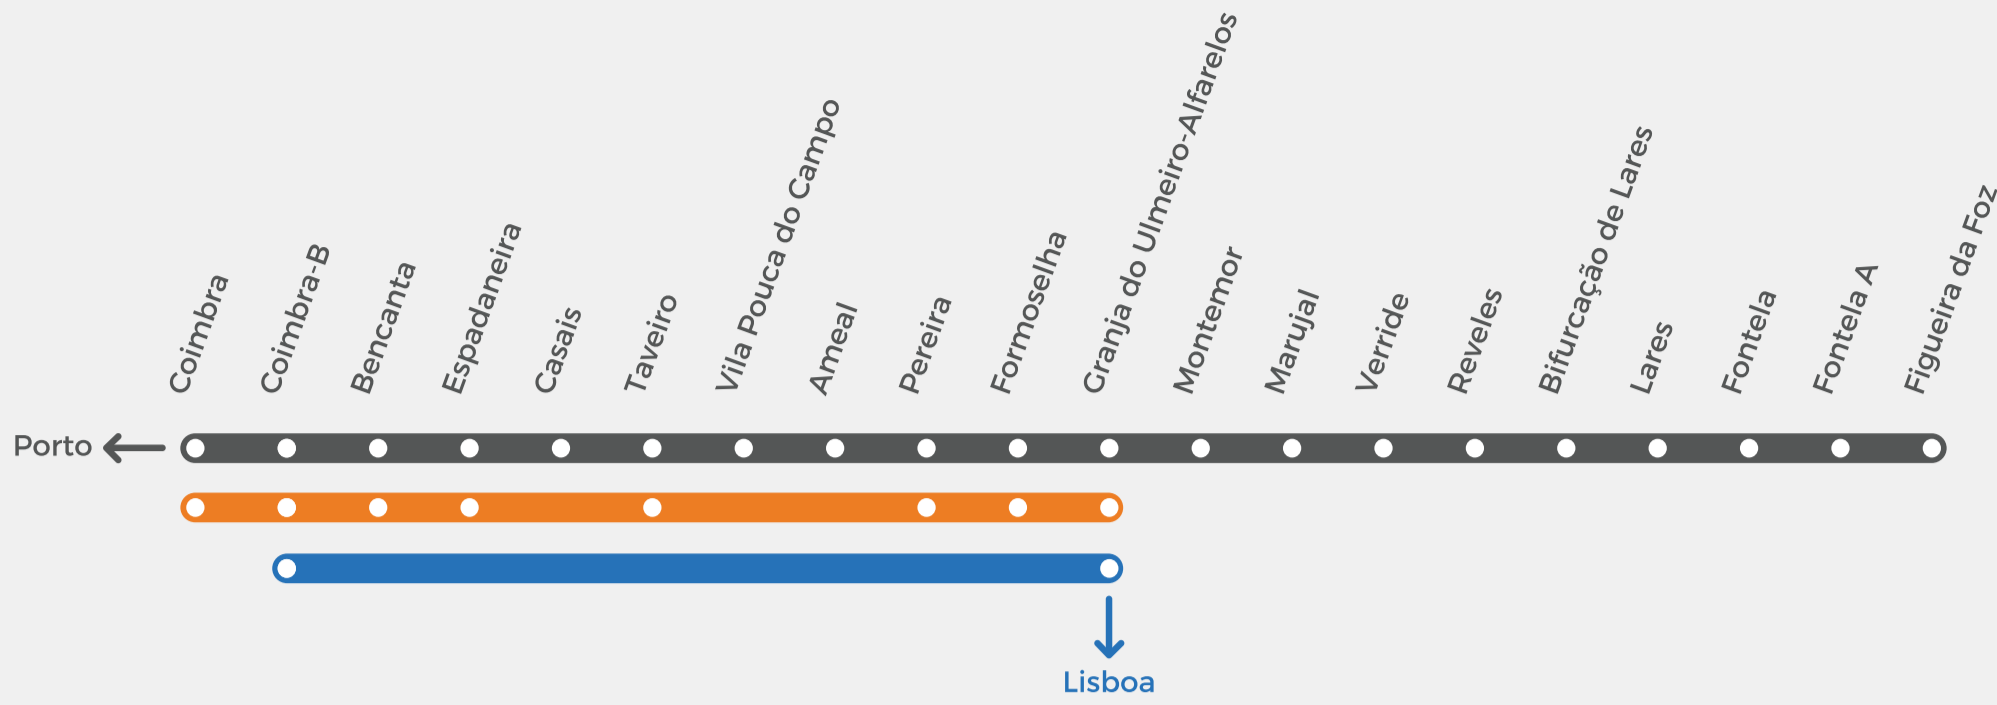 Coimbra
Coimbra-B
Bencanta
Espadaneira
Casais
Taveiro
Vila Pouca do Campo
Ameal
Pereira
Formoselha
Granja do Ulmeiro-Alfarelos
Montemor
Marujal
Verride
Reveles
Bifurcação de Lares
Lares
Fontela
Fontela A
Figueira da Foz
Porto
Lisboa